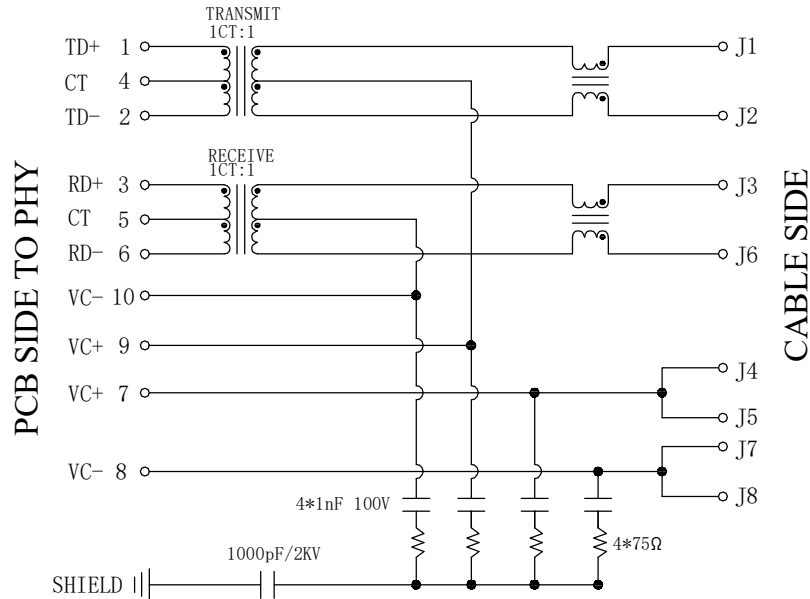 TRANSMIT
1CT:1
TD+ 1
J1
CT 4
TD- 2
J2
RECEIVE
1CT:1
RD+ 3
J3
CT 5
RD- 6
J6
VC- 10
VC+ 9
VC+ 7
J4
J5
J7
VC- 8
J8
4*1nF 100V
4*75Ω
1000pF/2KV
SHIELD
PCB SIDE TO PHY
CABLE SIDE